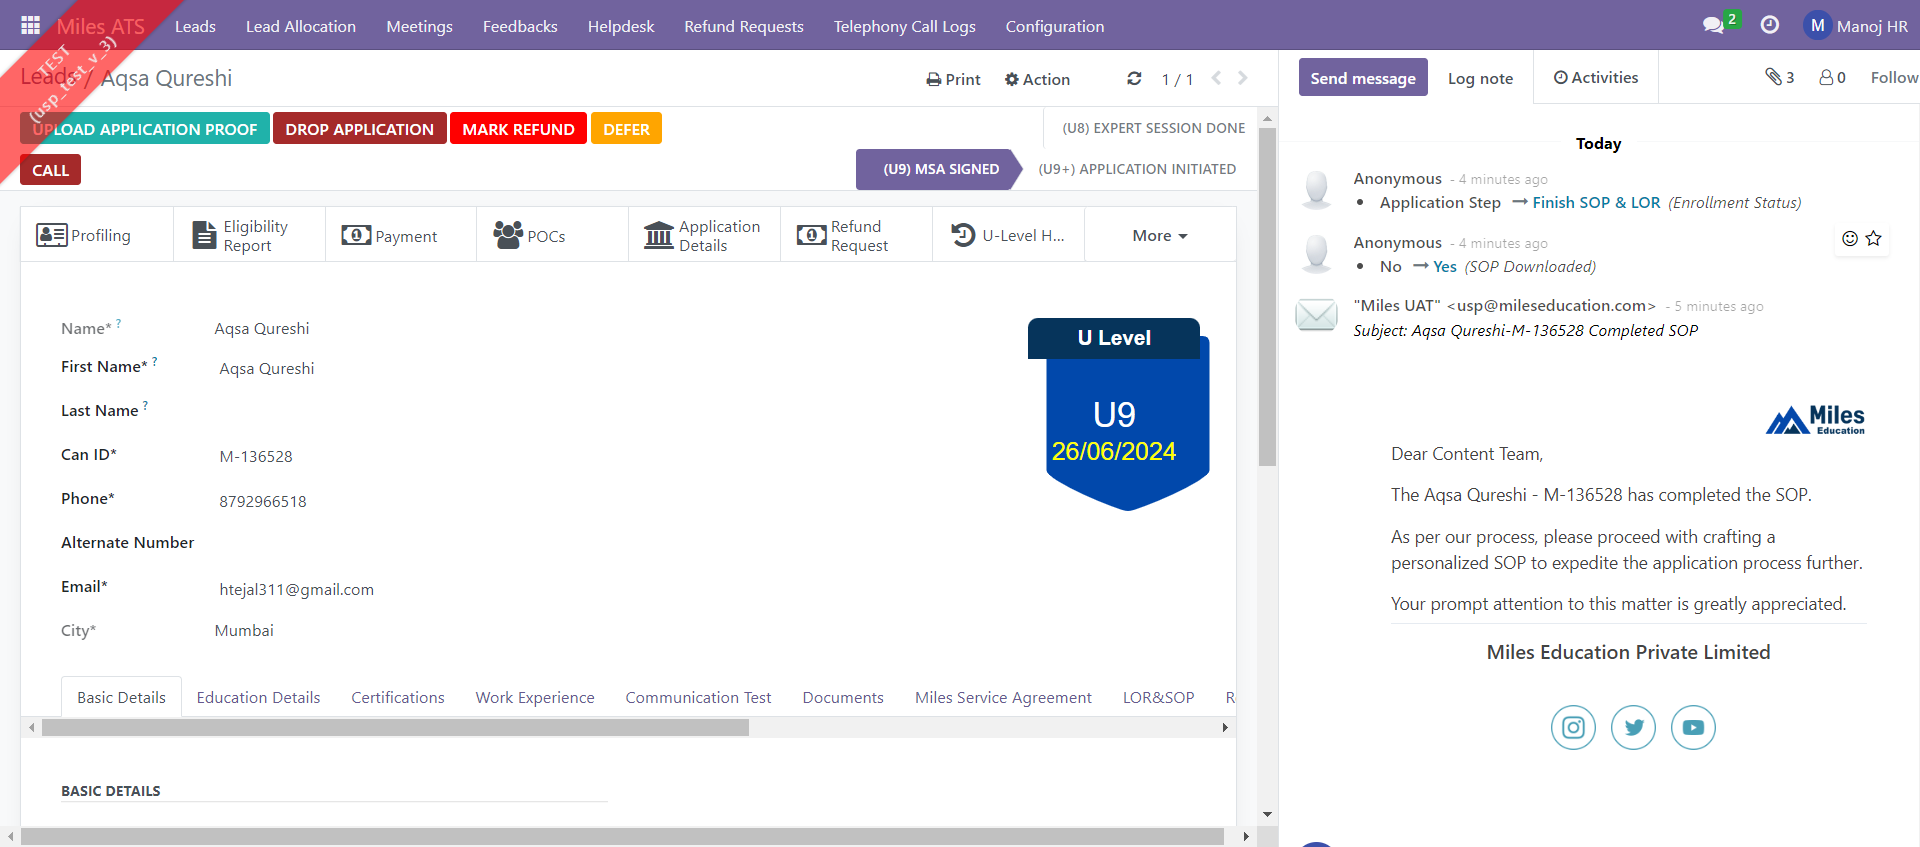 Miles ATS
Leads
Lead Allocation
Meetings
Feedbacks
Helpdesk
Refund Requests
Telephony Call Logs
Configuration
2
M
Manoj HR
TEST
(usp_test_v_3)
Leads / Aqsa Qureshi
Print
Action
1 / 1
Send message
Log note
Activities
3
0
Follow
UPLOAD APPLICATION PROOF
DROP APPLICATION
MARK REFUND
DEFER
CALL
(U8) EXPERT SESSION DONE
(U9) MSA SIGNED
(U9+) APPLICATION INITIATED
Profiling
Eligibility
Report
Payment
POCs
Application
Details
Refund
Request
U-Level H...
More
Name* ?
Aqsa Qureshi
First Name* ?
Aqsa Qureshi
Last Name ?
Can ID*
M-136528
Phone*
8792966518
Alternate Number
Email*
htejal311@gmail.com
City*
Mumbai
U Level
U9
26/06/2024
Basic Details
Education Details
Certifications
Work Experience
Communication Test
Documents
Miles Service Agreement
LOR&SOP
BASIC DETAILS
Today
Anonymous - 4 minutes ago
• Application Step → Finish SOP & LOR (Enrollment Status)
Anonymous - 4 minutes ago
• No → Yes (SOP Downloaded)
"Miles UAT" <usp@mileseducation.com> - 5 minutes ago
Subject: Aqsa Qureshi-M-136528 Completed SOP
Miles
Education
Dear Content Team,
The Aqsa Qureshi - M-136528 has completed the SOP.
As per our process, please proceed with crafting a
personalized SOP to expedite the application process further.
Your prompt attention to this matter is greatly appreciated.
Miles Education Private Limited